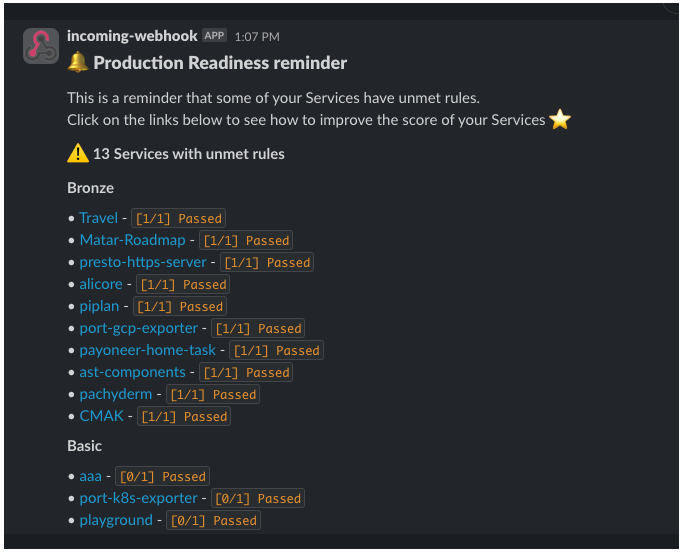 incoming-webhook APP 1:07 PM
Production Readiness reminder
This is a reminder that some of your Services have unmet rules.
Click on the links below to see how to improve the score of your Services
13 Services with unmet rules
Bronze
• Travel - [1/1] Passed
• Matar-Roadmap - [1/1] Passed
• presto-https-server - [1/1] Passed
• alicore - [1/1] Passed
• piplan - [1/1] Passed
• port-gcp-exporter - [1/1] Passed
• payoneer-home-task - [1/1] Passed
• ast-components - [1/1] Passed
• pachyderm - [1/1] Passed
• CMAK - [1/1] Passed
Basic
• aaa - [0/1] Passed
• port-k8s-exporter - [0/1] Passed
• playground - [0/1] Passed